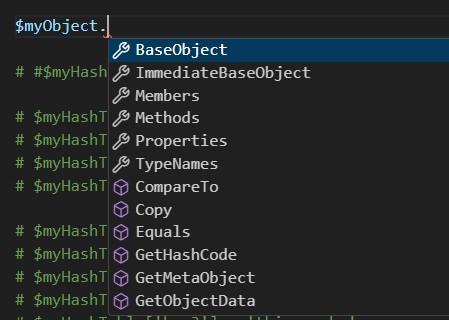 $myObject.
BaseObject
# #$myHash ImmediateBaseObject
Members
# $myHashT Methods
# $myHashT Properties
# $myHashT TypeNames
# $myHashT CompareTo
Copy
# $myHashT Equals
# $myHashT GetHashCode
# $myHashT GetMetaObject
# $myHashT GetObjectData